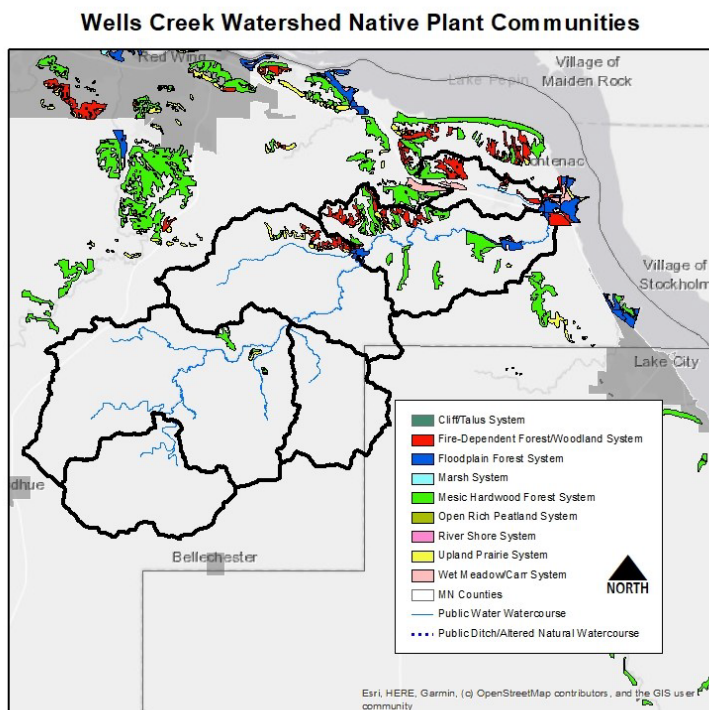 Wells Creek Watershed Native Plant Communities
Red Wing
Lake Pepin
Village of
Maiden Rock
ntenac
Village of
Stockholm
Lake City
dhue
Bellechester
Cliff/Talus System
Fire-Dependent Forest/Woodland System
Floodplain Forest System
Marsh System
Mesic Hardwood Forest System
Open Rich Peatland System
River Shore System
Upland Prairie System
Wet Meadow/Carr System
MN Counties
Public Water Watercourse
Public Ditch/Altered Natural Watercourse
NORTH
Esri, HERE, Garmin, (c) OpenStreetMap contributors, and the GIS user
community